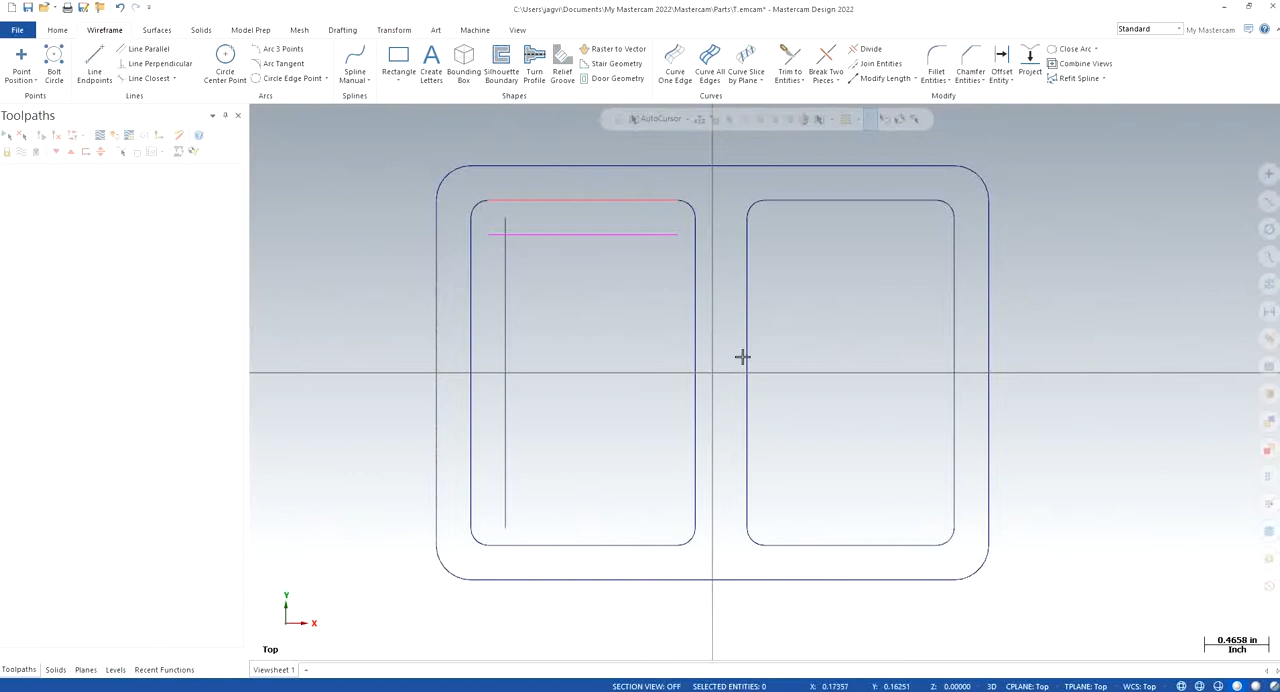 C:\Users\jagvi\Documents\My Mastercam 2022\Mastercam\Parts\T.emcam* - Mastercam Design 2022
File Home Wireframe Surfaces Solids Model Prep Mesh Drafting Transform Art Machine View Standard My Mastercam
Point Position Bolt Circle
Points
Line Endpoints Line Parallel Line Perpendicular Line Closest
Lines
Circle Center Point Arc 3 Points Arc Tangent Circle Edge Point
Arcs
Spline Manual
Splines
Rectangle Create Letters Bounding Box Silhouette Boundary Turn Profile Relief Groove Raster to Vector Stair Geometry Door Geometry
Shapes
Curve One Edge Curve All Edges Curve Slice by Plane
Curves
Trim to Entities Break Two Pieces Divide Join Entities Modify Length Fillet Entities Chamfer Entities Offset Entity Project Close Arc Combine Views Refit Spline
Modify
Toolpaths
AutoCursor
Y
X
Top
0.4658 in
Inch
Toolpaths Solids Planes Levels Recent Functions Viewsheet 1 +
SECTION VIEW: OFF SELECTED ENTITIES: 0 X: 0.17357 Y: 0.16251 Z: 0.00000 3D CPLANE: Top TPLANE: Top WCS: Top